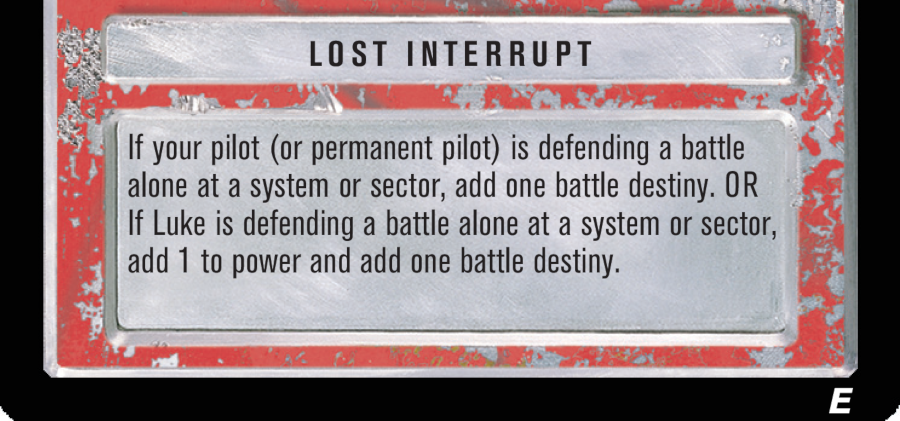 LOST INTERRUPT
If your pilot (or permanent pilot) is defending a battle
alone at a system or sector, add one battle destiny. OR
If Luke is defending a battle alone at a system or sector,
add 1 to power and add one battle destiny.
E